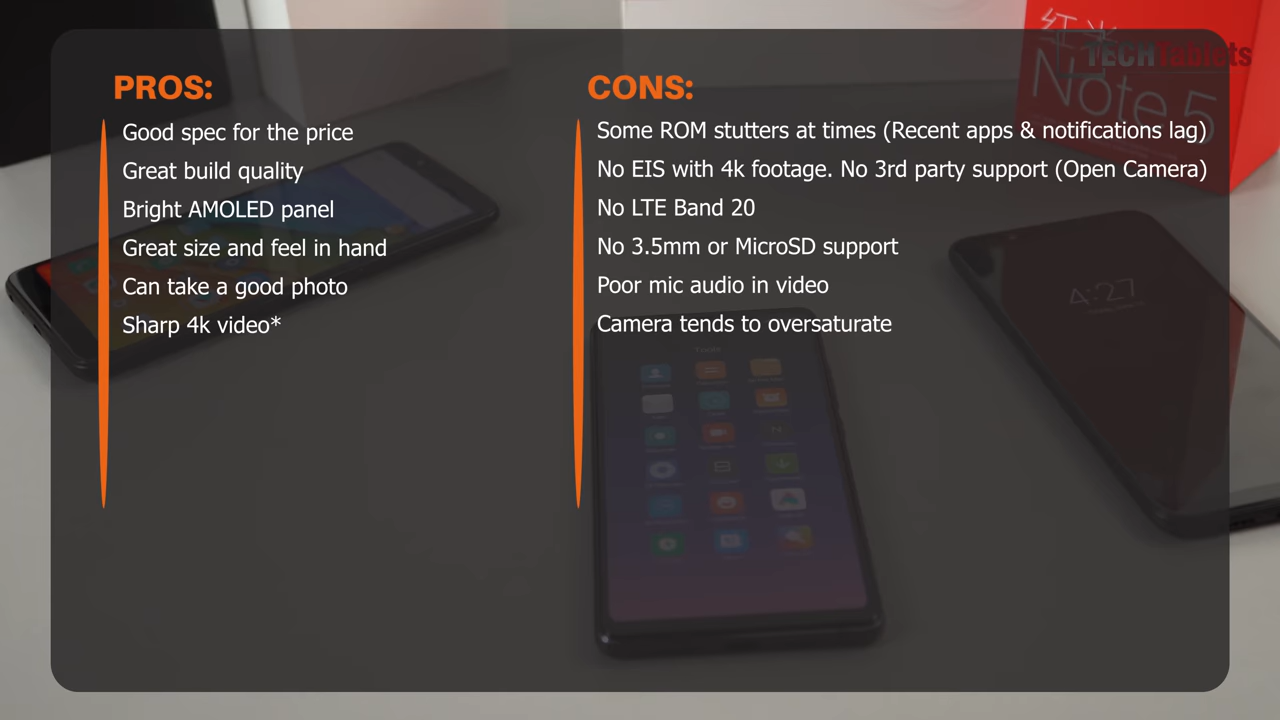 PROS:
Good spec for the price
Great build quality
Bright AMOLED panel
Great size and feel in hand
Can take a good photo
Sharp 4k video*
CONS:
Some ROM stutters at times (Recent apps & notifications lag)
No EIS with 4k footage. No 3rd party support (Open Camera)
No LTE Band 20
No 3.5mm or MicroSD support
Poor mic audio in video
Camera tends to oversaturate
TECHTablets
红米
Note 5
4:27
Tools